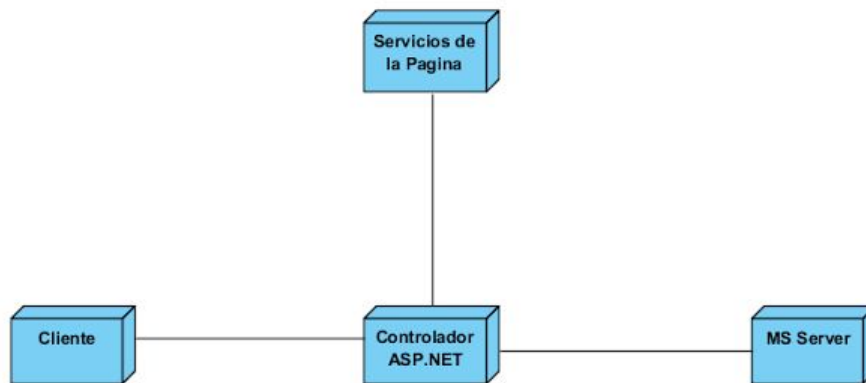 Servicios de
la Pagina
Cliente
Controlador
ASP.NET
MS Server